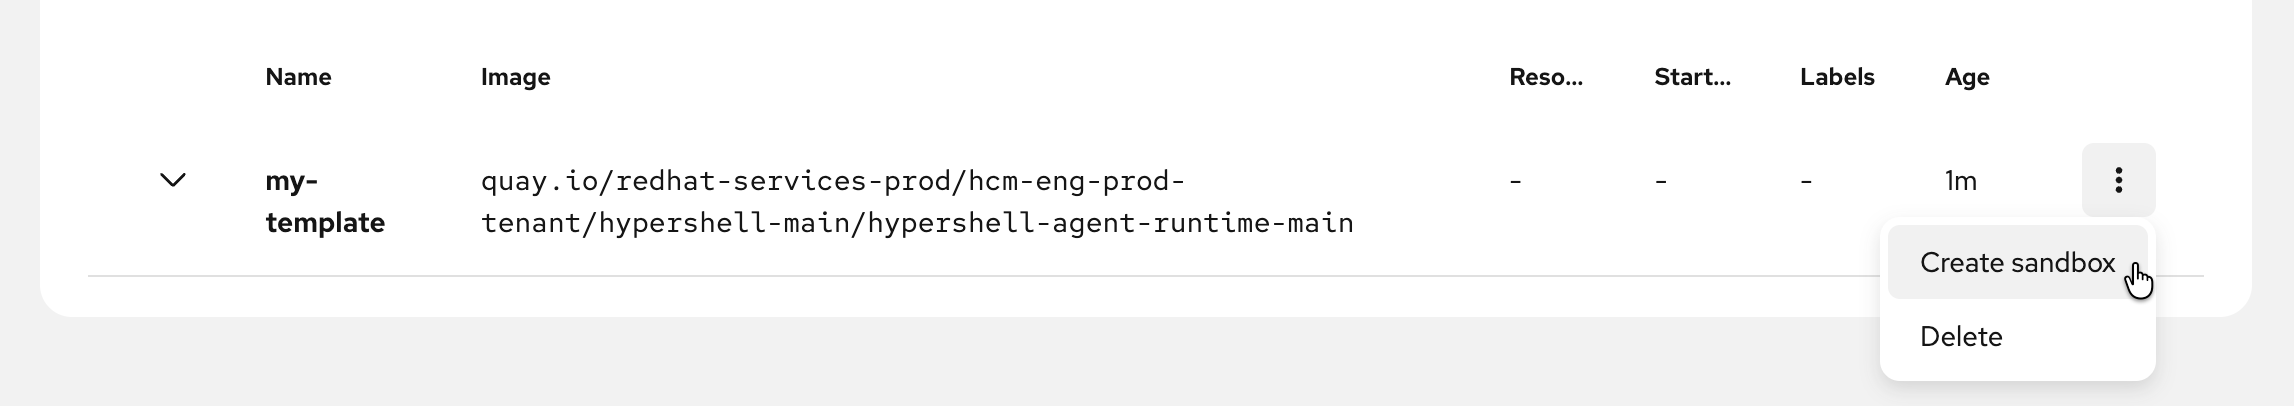 Name Image Reso... Start... Labels Age
my- quay.io/redhat-services-prod/hcm-eng-prod- - - - 1m
template tenant/hypershell-main/hypershell-agent-runtime-main
Create sandbox
Delete